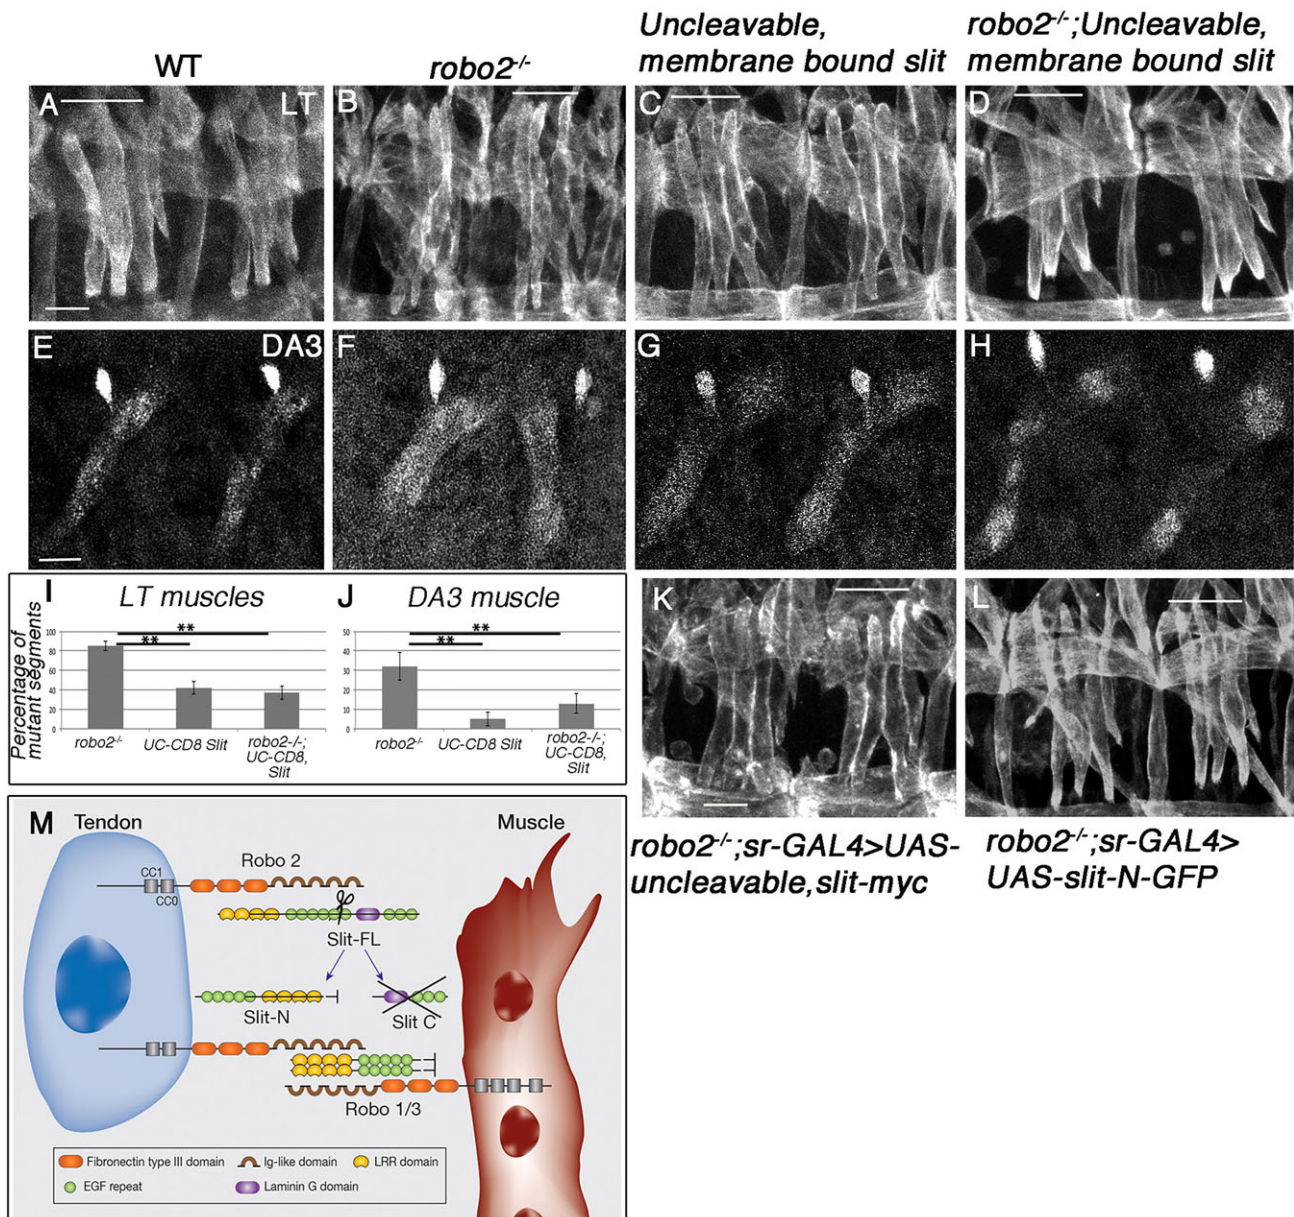 WT
robo2-/-
Uncleavable,
membrane bound slit
robo2-/-;Uncleavable,
membrane bound slit
A
LT
B
C
D
E
DA3
F
G
H
I
LT muscles
Percentage of
mutant segments
100
80
60
40
20
0
**
**
robo2-/-
UC-CD8 Slit
robo2-/-;
UC-CD8,
Slit
J
DA3 muscle
50
40
30
20
10
0
**
**
robo2-/-
UC-CD8 Slit
robo2-/-;
UC-CD8,
Slit
K
L
robo2-/-;sr-GAL4>UAS-
uncleavable,slit-myc
robo2-/-;sr-GAL4>
UAS-slit-N-GFP
M
Tendon
Muscle
Robo 2
CC1
CC0
Slit-FL
Slit-N
Slit C
Robo 1/3
Fibronectin type III domain
Ig-like domain
LRR domain
EGF repeat
Laminin G domain